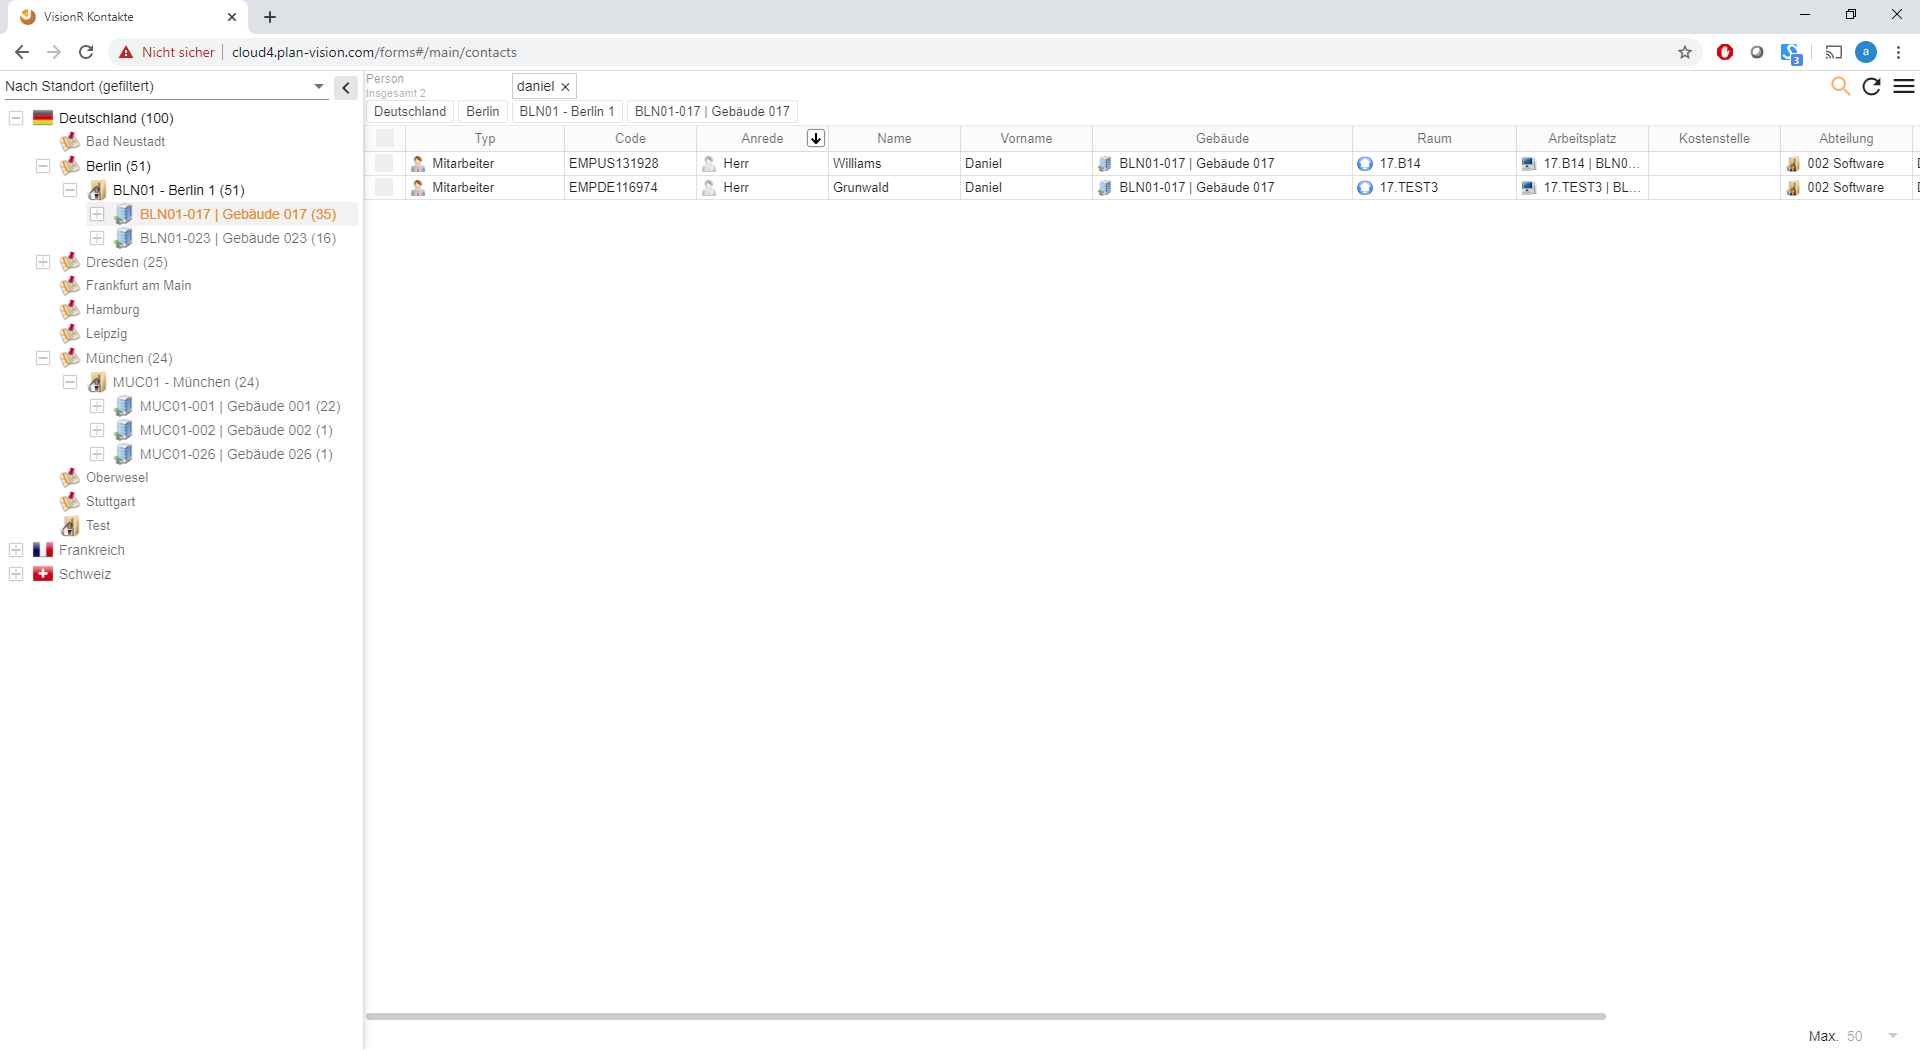 VisionR Kontakte
Nicht sicher cloud4.plan-vision.com/forms#/main/contacts
3
a
Nach Standort (gefiltert)
Deutschland (100)
Bad Neustadt
Berlin (51)
BLN01 - Berlin 1 (51)
BLN01-017 | Gebäude 017 (35)
BLN01-023 | Gebäude 023 (16)
Dresden (25)
Frankfurt am Main
Hamburg
Leipzig
München (24)
MUC01 - München (24)
MUC01-001 | Gebäude 001 (22)
MUC01-002 | Gebäude 002 (1)
MUC01-026 | Gebäude 026 (1)
Oberwesel
Stuttgart
Test
Frankreich
Schweiz
Person
Insgesamt 2
daniel
Deutschland Berlin BLN01 - Berlin 1 BLN01-017 | Gebäude 017
Typ Code Anrede Name Vorname Gebäude Raum Arbeitsplatz Kostenstelle Abteilung
Mitarbeiter EMPUS131928 Herr Williams Daniel BLN01-017 | Gebäude 017 17.B14 17.B14 | BLN0... 002 Software
Mitarbeiter EMPDE116974 Herr Grunwald Daniel BLN01-017 | Gebäude 017 17.TEST3 17.TEST3 | BL... 002 Software
Max. 50